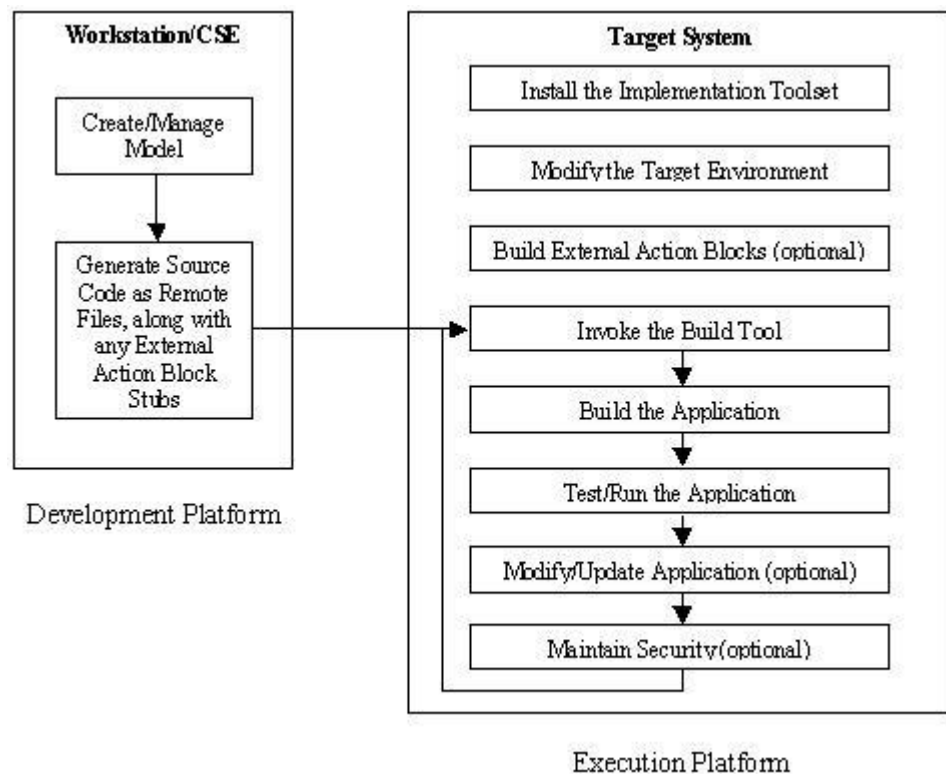 Workstation/CSE
Create/Manage
Model
Generate Source
Code as Remote
Files, along with
any External
Action Block
Stubs
Development Platform
Target System
Install the Implementation Toolset
Modify the Target Environment
Build External Action Blocks (optional)
Invoke the Build Tool
Build the Application
Test/Run the Application
Modify/Update Application (optional)
Maintain Security (optional)
Execution Platform